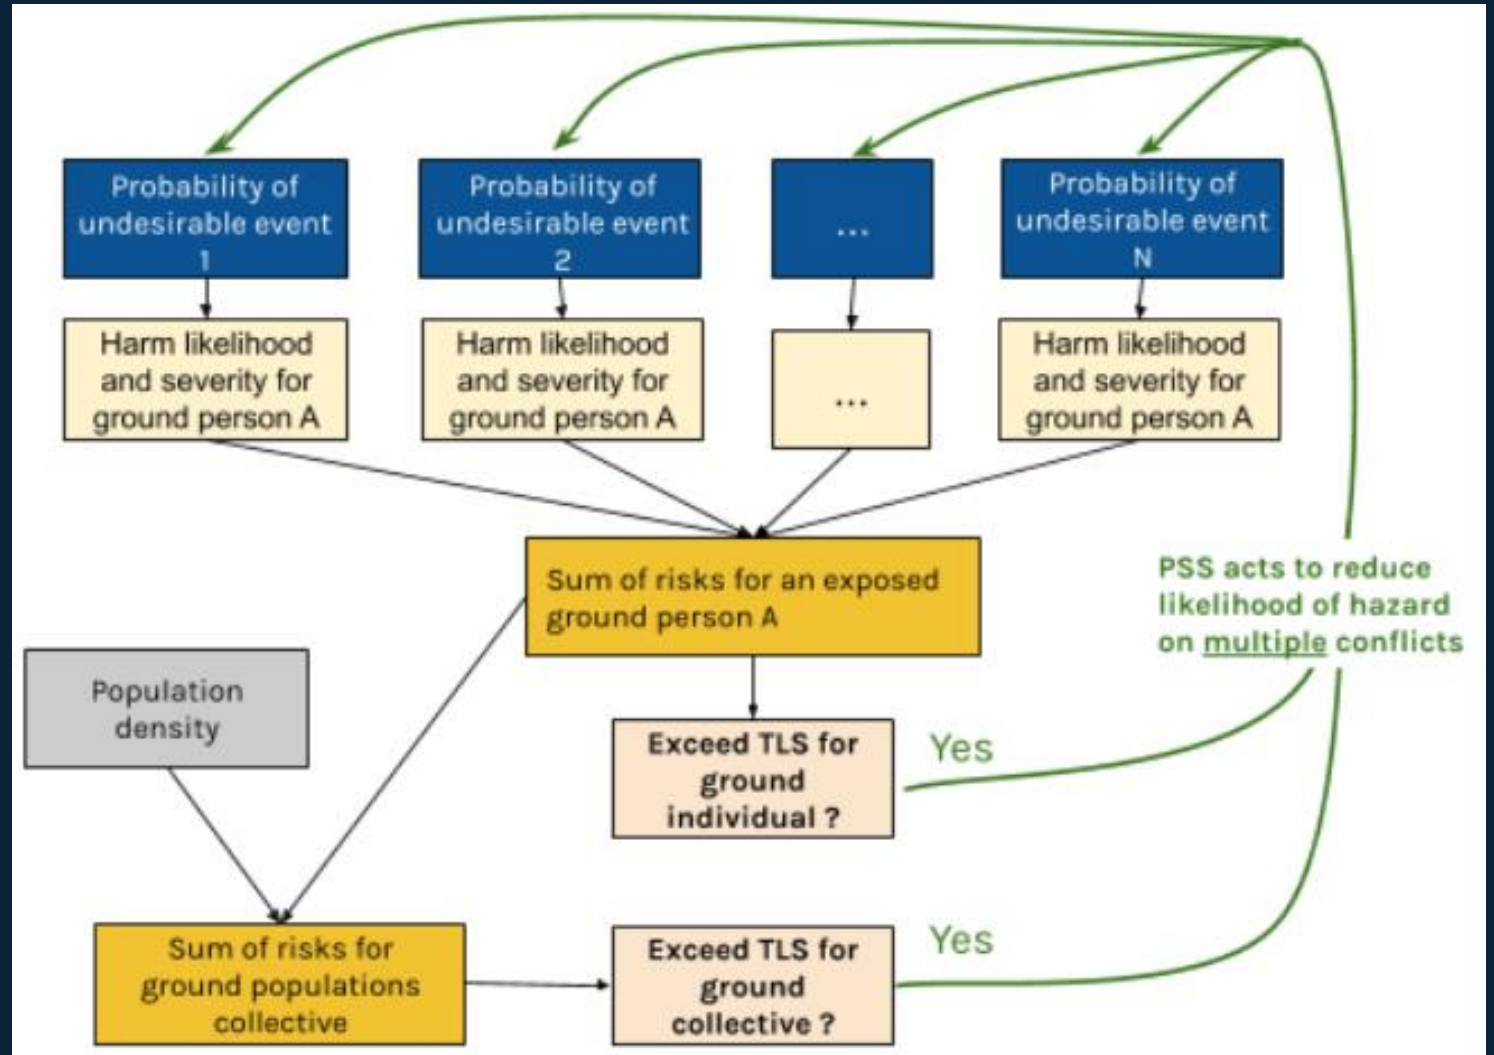 Probability of
undesirable event
1
Probability of
undesirable event
2
...
Probability of
undesirable event
N
Harm likelihood
and severity for
ground person A
Harm likelihood
and severity for
ground person A
...
Harm likelihood
and severity for
ground person A
Sum of risks for an exposed
ground person A
PSS acts to reduce
likelihood of hazard
on multiple conflicts
Population
density
Exceed TLS for
ground
individual ?
Yes
Sum of risks for
ground populations
collective
Exceed TLS for
ground
collective ?
Yes